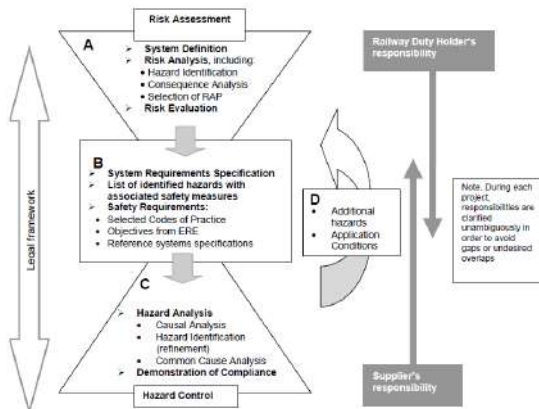 Risk Assessment
A
➢ System Definition
➢ Risk Analysis, including:
• Hazard Identification
• Consequence Analysis
• Selection of RAP
➢ Risk Evaluation
B
➢ System Requirements Specification
➢ List of identified hazards with
associated safety measures
➢ Safety Requirements:
• Selected Codes of Practice
• Objectives from ERE
• Reference systems specifications
C
➢ Hazard Analysis
▪ Causal Analysis
▪ Hazard Identification
(refinement)
▪ Common Cause Analysis
➢ Demonstration of Compliance
Hazard Control
D
• Additional
hazards
• Application
Conditions
Legal framework
Railway Duty Holder's
responsibility
Note. During each
project,
responsibilities are
clarified
unambiguously in
order to avoid
gaps or undesired
overlaps
Supplier's
responsibility